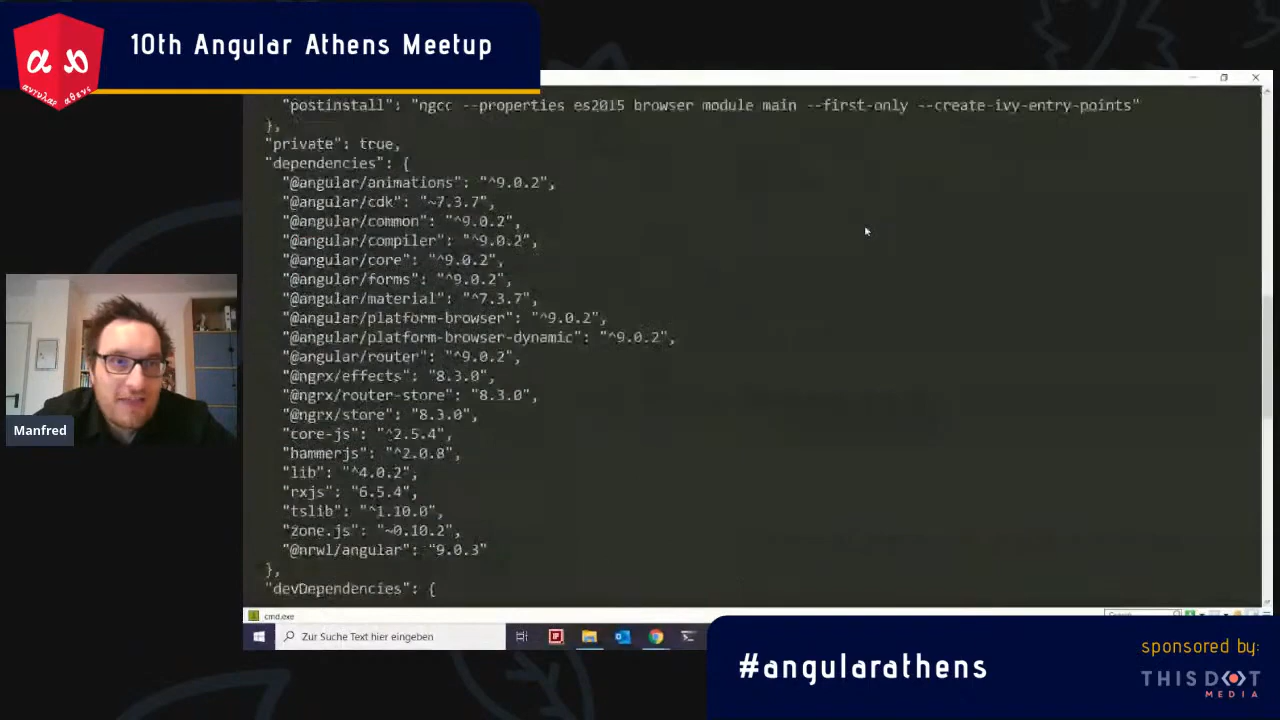 10th Angular Athens Meetup
α
αντυλαρ αθενς
"postinstall": "ngcc --properties es2015 browser module main --first-only --create-ivy-entry-points"
},
"private": true,
"dependencies": {
"@angular/animations": "^9.0.2",
"@angular/cdk": "~7.3.7",
"@angular/common": "^9.0.2",
"@angular/compiler": "^9.0.2",
"@angular/core": "^9.0.2",
"@angular/forms": "^9.0.2",
"@angular/material": "^7.3.7",
"@angular/platform-browser": "^9.0.2",
"@angular/platform-browser-dynamic": "^9.0.2",
"@angular/router": "^9.0.2",
"@ngrx/effects": "8.3.0",
"@ngrx/router-store": "8.3.0",
"@ngrx/store": "8.3.0",
"core-js": "^2.5.4",
"hammerjs": "^2.0.8",
"lib": "^4.0.2",
"rxjs": "6.5.4",
"tslib": "^1.10.0",
"zone.js": "~0.10.2",
"@nrwl/angular": "9.0.3"
},
"devDependencies": {
Manfred
cmd.exe
Search
Zur Suche Text hier eingeben
#angularathens
sponsored by:
THIS DOT
MEDIA